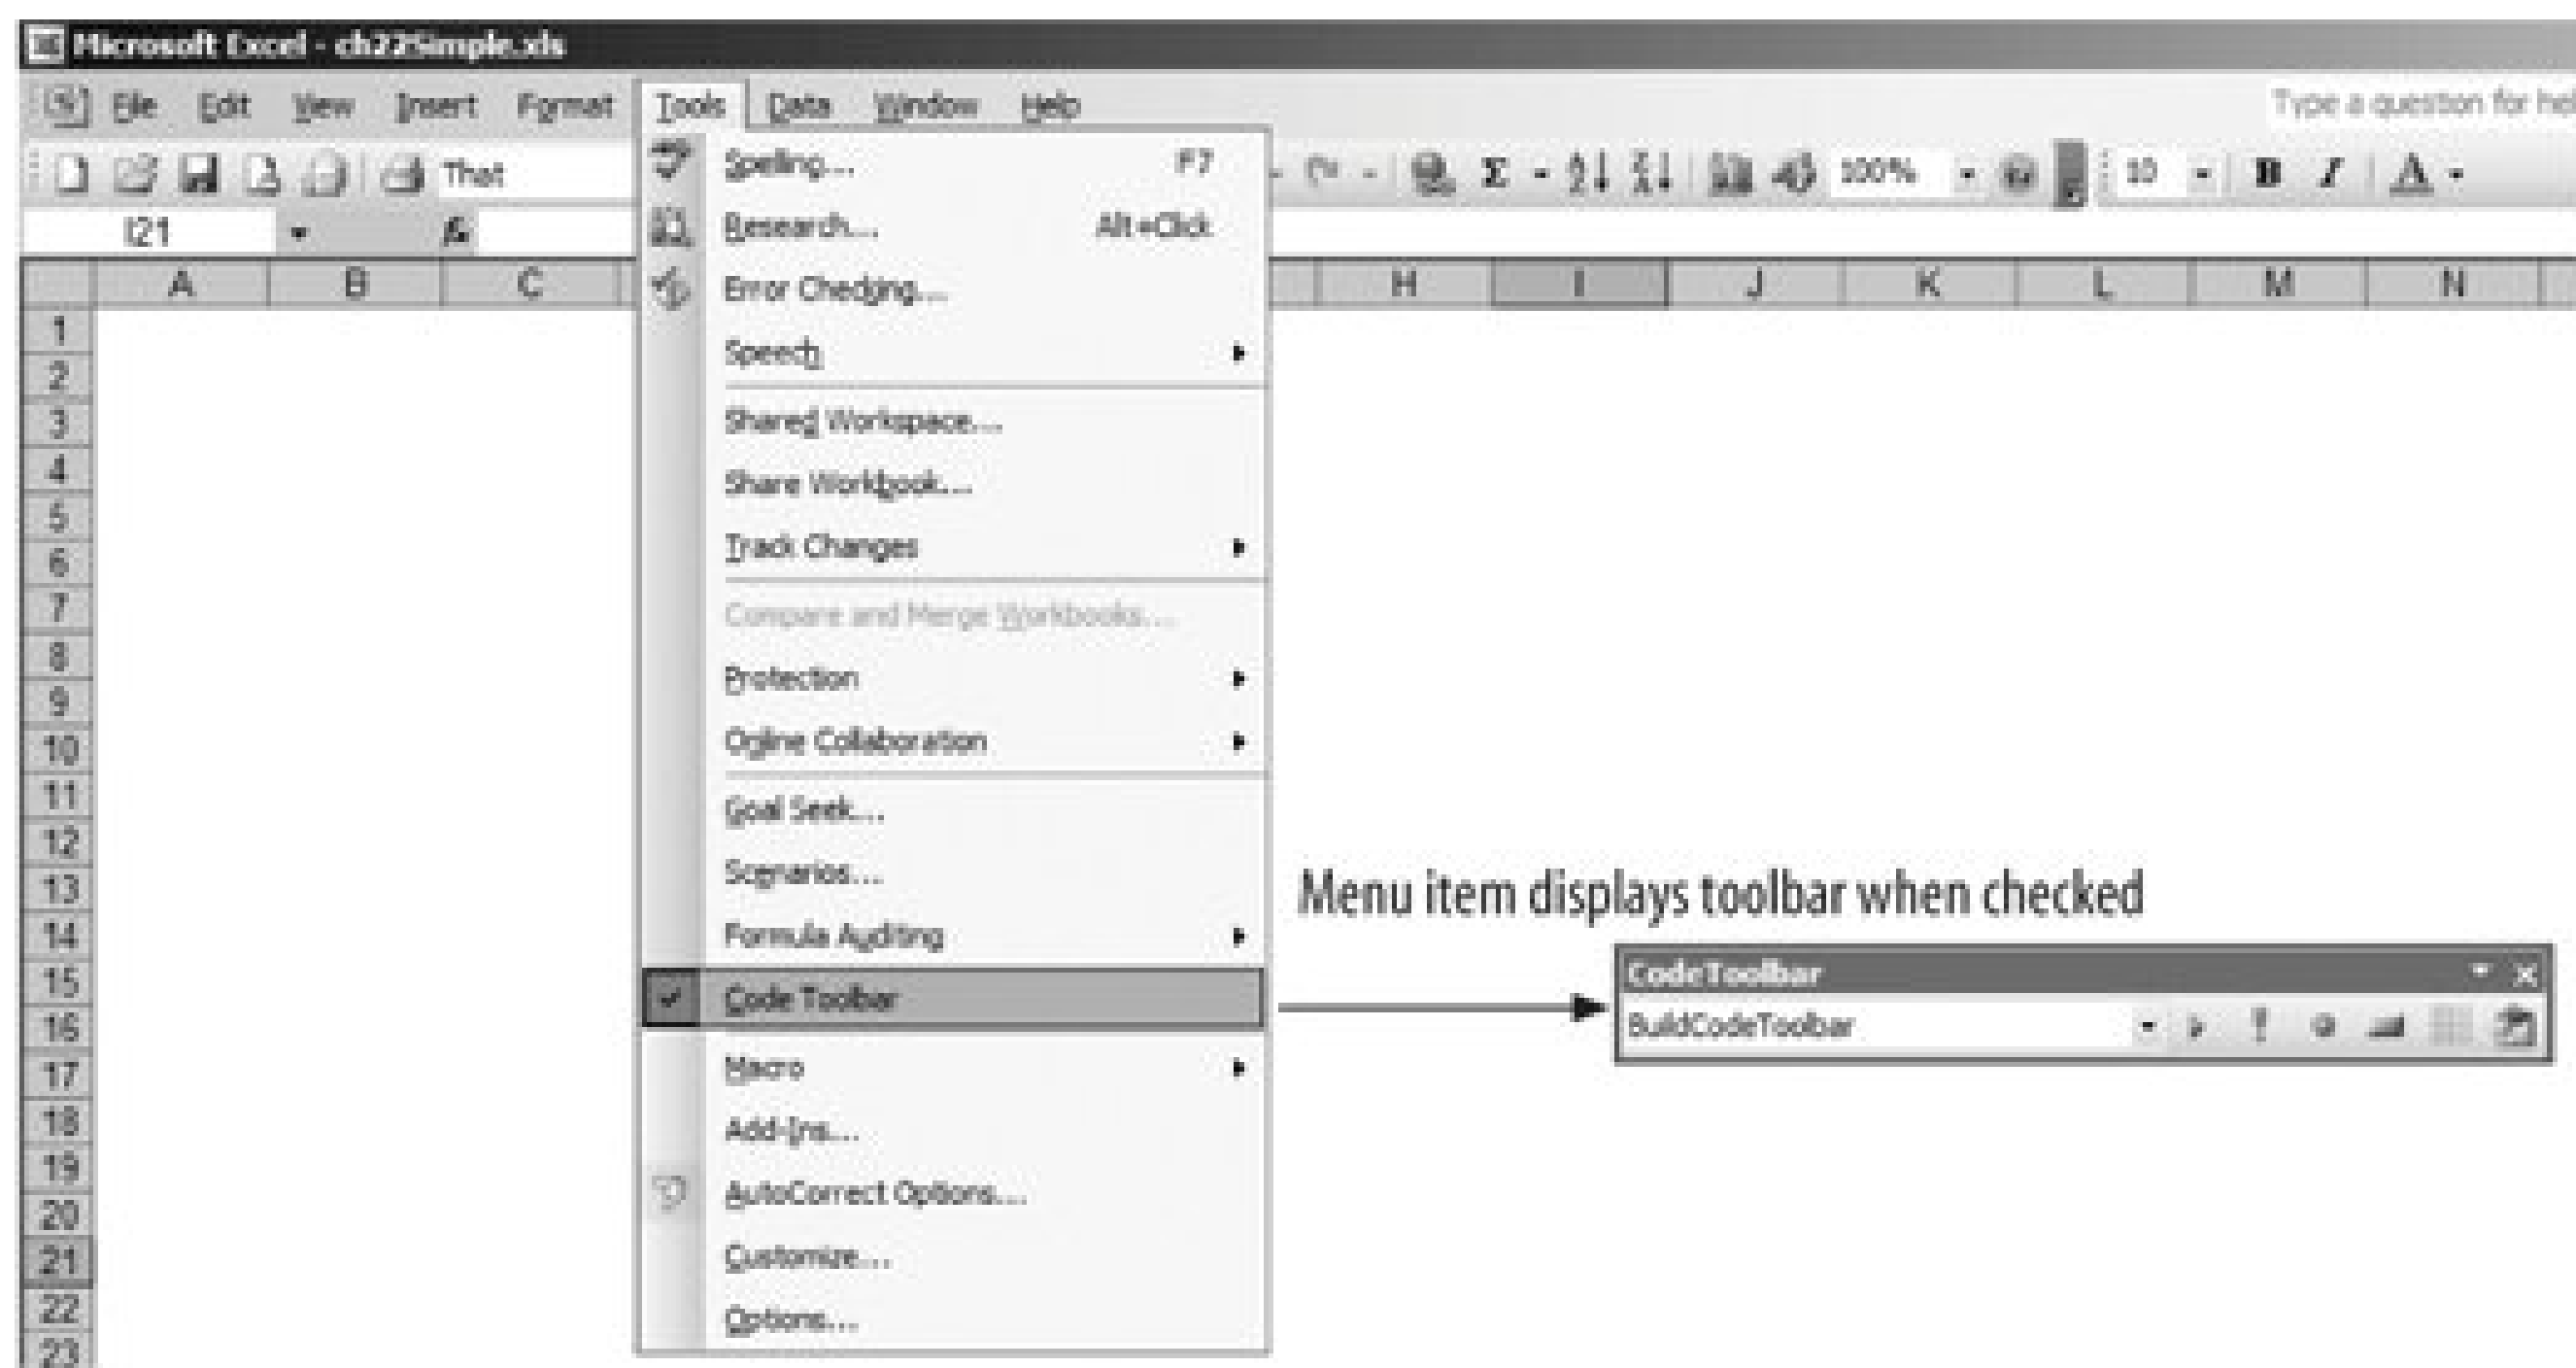 Microsoft Excel - ch22Simple.xls
File Edit View Insert Format Tools Data Window Help
Type a question for hel
That
100%
10
B I A
I21
fx
A B C H I J K L M N
Spelling... F7
Research... Alt+Click
Error Checking...
Speech
Shared Workspace...
Share Workbook...
Track Changes
Compare and Merge Workbooks...
Protection
Online Collaboration
Goal Seek...
Scenarios...
Formula Auditing
Code Toolbar
Macro
Add-Ins...
AutoCorrect Options...
Customize...
Options...
1
2
3
4
5
6
7
8
9
10
11
12
13
14
15
16
17
18
19
20
21
22
23
Menu item displays toolbar when checked
CodeToolbar
BuildCodeToolbar